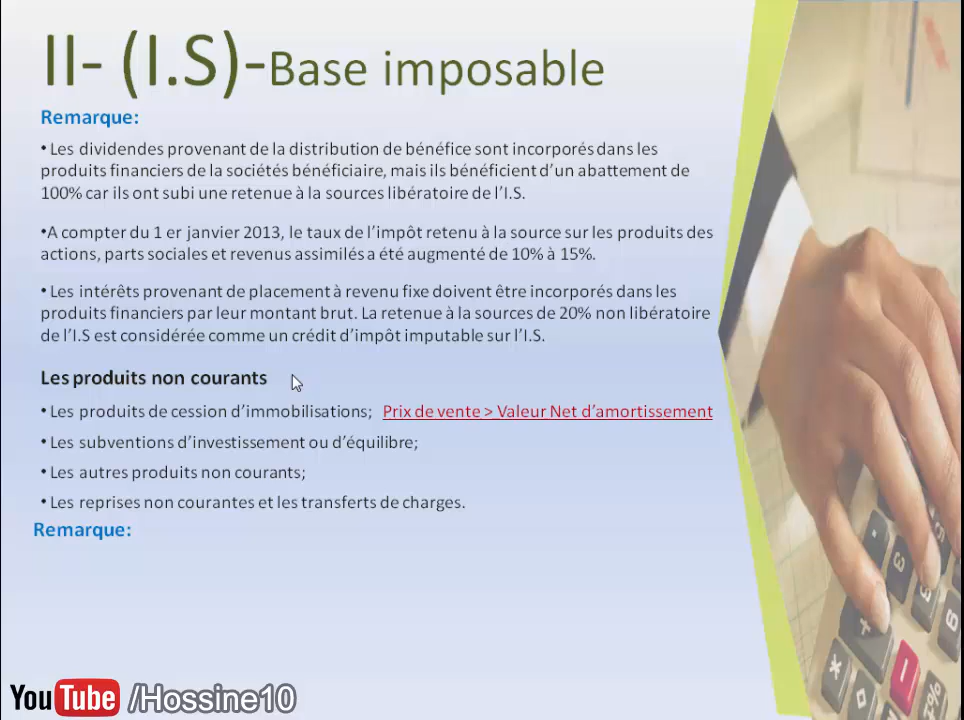 II- (I.S)-Base imposable
Remarque:
• Les dividendes provenant de la distribution de bénéfice sont incorporés dans les
produits financiers de la sociétés bénéficiaire, mais ils bénéficient d'un abattement de
100% car ils ont subi une retenue à la sources libératoire de l'I.S.
•A compter du 1 er janvier 2013, le taux de l'impôt retenu à la source sur les produits des
actions, parts sociales et revenus assimilés a été augmenté de 10% à 15%.
• Les intérêts provenant de placement à revenu fixe doivent être incorporés dans les
produits financiers par leur montant brut. La retenue à la sources de 20% non libératoire
de l'I.S est considérée comme un crédit d'impôt imputable sur l'I.S.
Les produits non courants
• Les produits de cession d'immobilisations; Prix de vente > Valeur Net d'amortissement
• Les subventions d'investissement ou d'équilibre;
• Les autres produits non courants;
• Les reprises non courantes et les transferts de charges.
Remarque:
YouTube /Hossine10